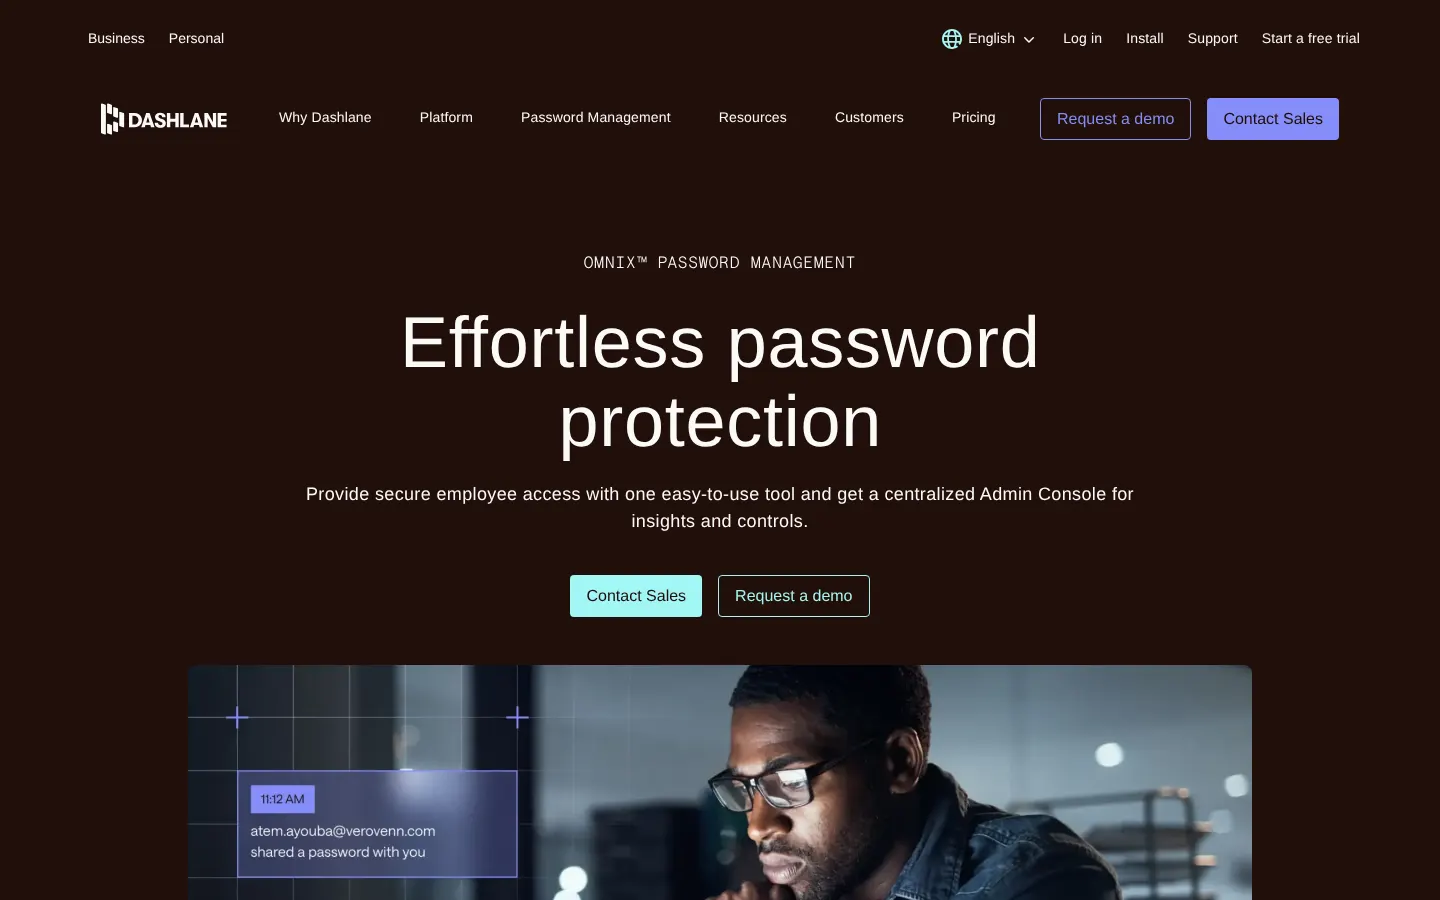 Business
Personal
English
Log in
Install
Support
Start a free trial
DASHLANE
Why Dashlane
Platform
Password Management
Resources
Customers
Pricing
Request a demo
Contact Sales
OMNIX™ PASSWORD MANAGEMENT
Effortless password
protection
Provide secure employee access with one easy-to-use tool and get a centralized Admin Console for
insights and controls.
Contact Sales
Request a demo
11:12 AM
atem.ayouba@verovenn.com
shared a password with you